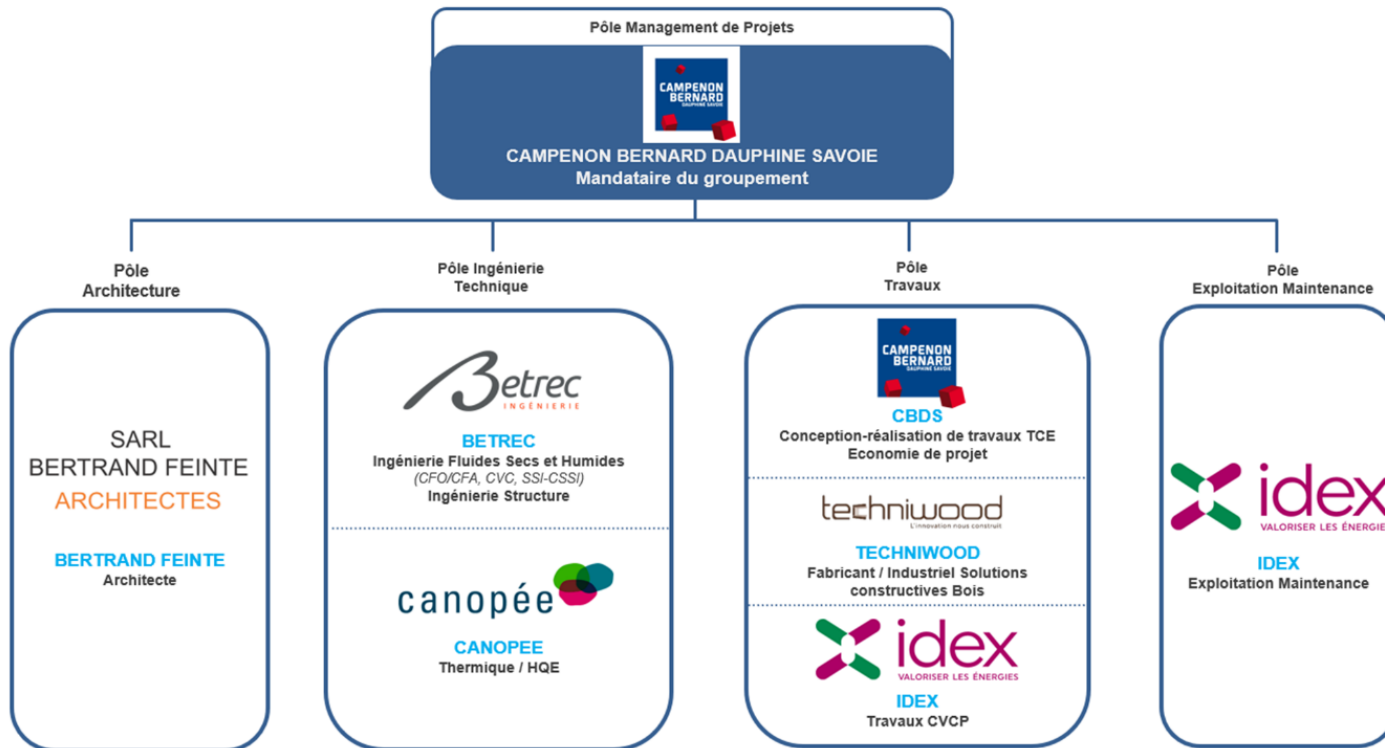 Pôle Management de Projets
CAMPENON
BERNARD
DAUPHINÉ SAVOIE
CAMPENON BERNARD DAUPHINE SAVOIE
Mandataire du groupement
Pôle
Architecture
SARL
BERTRAND FEINTE
ARCHITECTES
BERTRAND FEINTE
Architecte
Pôle Ingénierie
Technique
Betrec
INGÉNIERIE
BETREC
Ingénierie Fluides Secs et Humides
(CFO/CFA, CVC, SSI-CSSI)
Ingénierie Structure
canopée
CANOPEE
Thermique / HQE
Pôle
Travaux
CAMPENON
BERNARD
DAUPHINÉ SAVOIE
CBDS
Conception-réalisation de travaux TCE
Economie de projet
techniwood
L'innovation nous construit
TECHNIWOOD
Fabricant / Industriel Solutions
constructives Bois
idex
VALORISER LES ÉNERGIES
IDEX
Travaux CVCP
Pôle
Exploitation Maintenance
idex
VALORISER LES ÉNERGIES
IDEX
Exploitation Maintenance